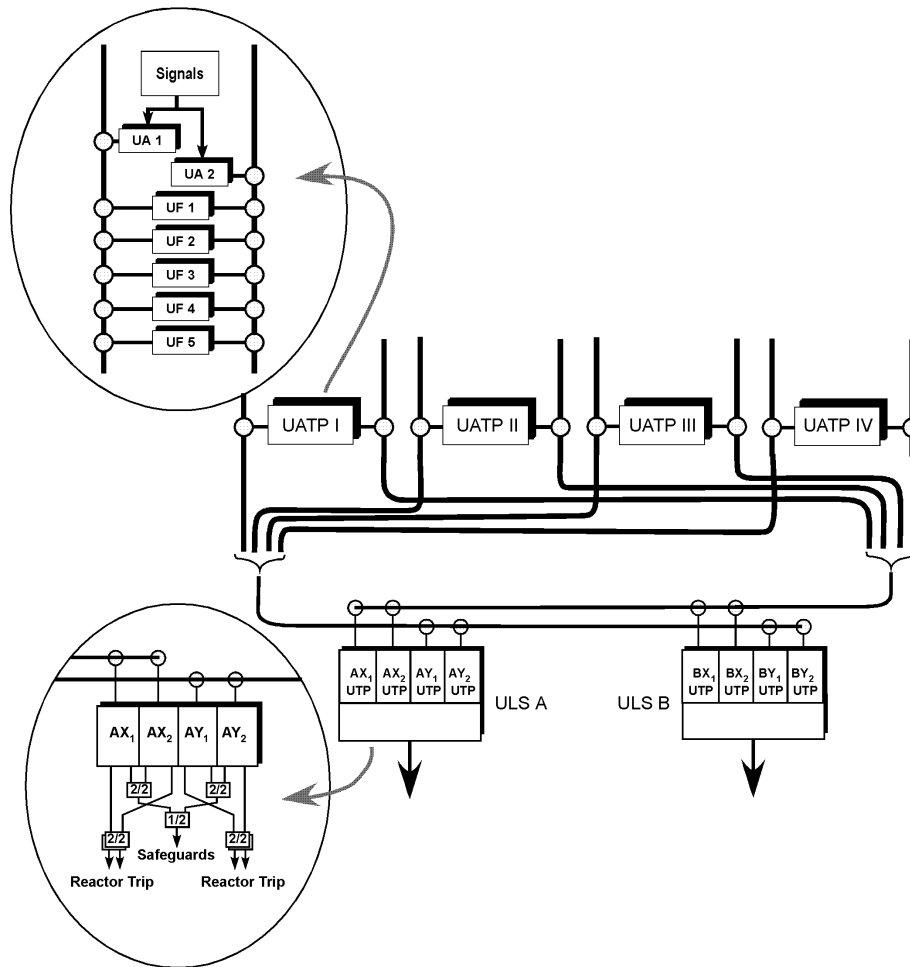 Signals
UA 1
UA 2
UF 1
UF 2
UF 3
UF 4
UF 5
UATP I
UATP II
UATP III
UATP IV
AX₁ AX₂ AY₁ AY₂
UTP UTP UTP UTP
ULS A
ULS B
BX₁ BX₂ BY₁ BY₂
UTP UTP UTP UTP
AX₁ AX₂ AY₁ AY₂
2/2 2/2
1/2
2/2 2/2
Safeguards
Reactor Trip Reactor Trip